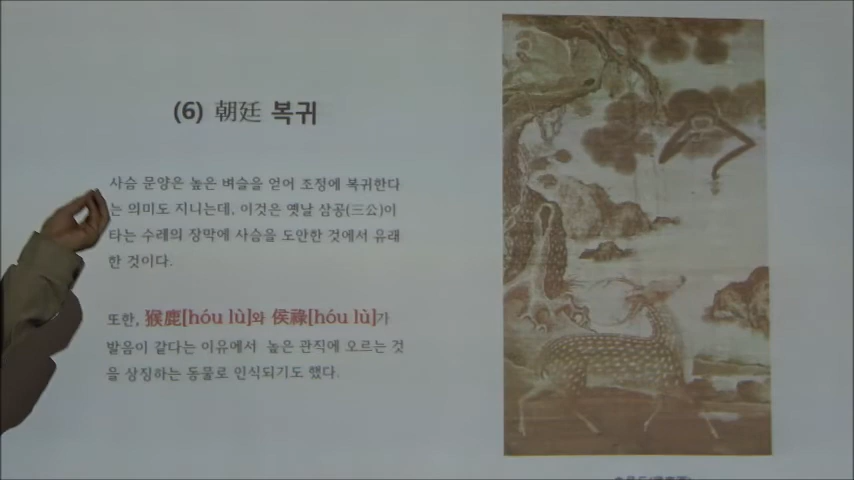 (6) 朝廷 복귀
사슴 문양은 높은 벼슬을 얻어 조정에 복귀한다
는 의미도 지니는데, 이것은 옛날 삼공(三公)이
타는 수레의 장막에 사슴을 도안한 것에서 유래
한 것이다.
또한, 猴鹿[hóu lù]와 侯祿[hóu lù]가
발음이 같다는 이유에서 높은 관직에 오르는 것
을 상징하는 동물로 인식되기도 했다.